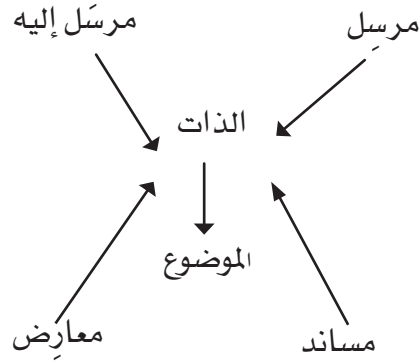 مرسِل
مرسَل إليه
الذات
الموضوع
مساند
معارِض